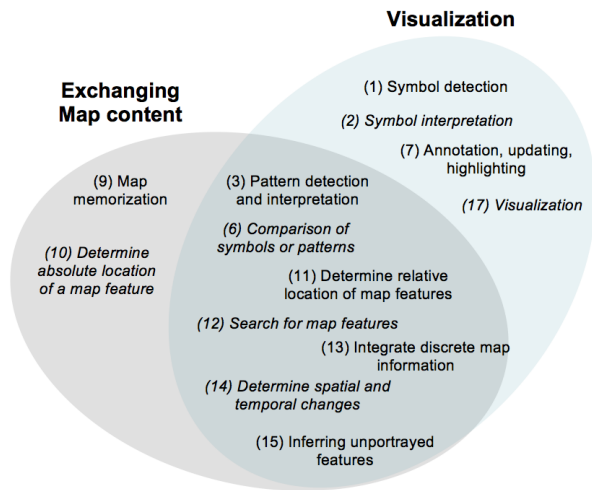 Visualization
Exchanging
Map content
(1) Symbol detection
(2) Symbol interpretation
(7) Annotation, updating,
highlighting
(17) Visualization
(9) Map
memorization
(10) Determine
absolute location
of a map feature
(3) Pattern detection
and interpretation
(6) Comparison of
symbols or patterns
(11) Determine relative
location of map features
(12) Search for map features
(13) Integrate discrete map
information
(14) Determine spatial and
temporal changes
(15) Inferring unportrayed
features